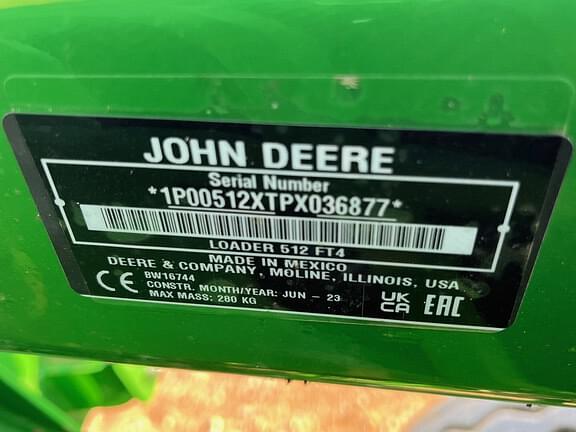 JOHN DEERE
Serial Number
*1P00512XTPX036877*
LOADER 512 FT4
MADE IN MEXICO
DEERE & COMPANY, MOLINE, ILLINOIS, USA
BW16744
CE CONSTR. MONTH/YEAR: JUN - 23 UK CA EAC
MAX MASS: 280 KG